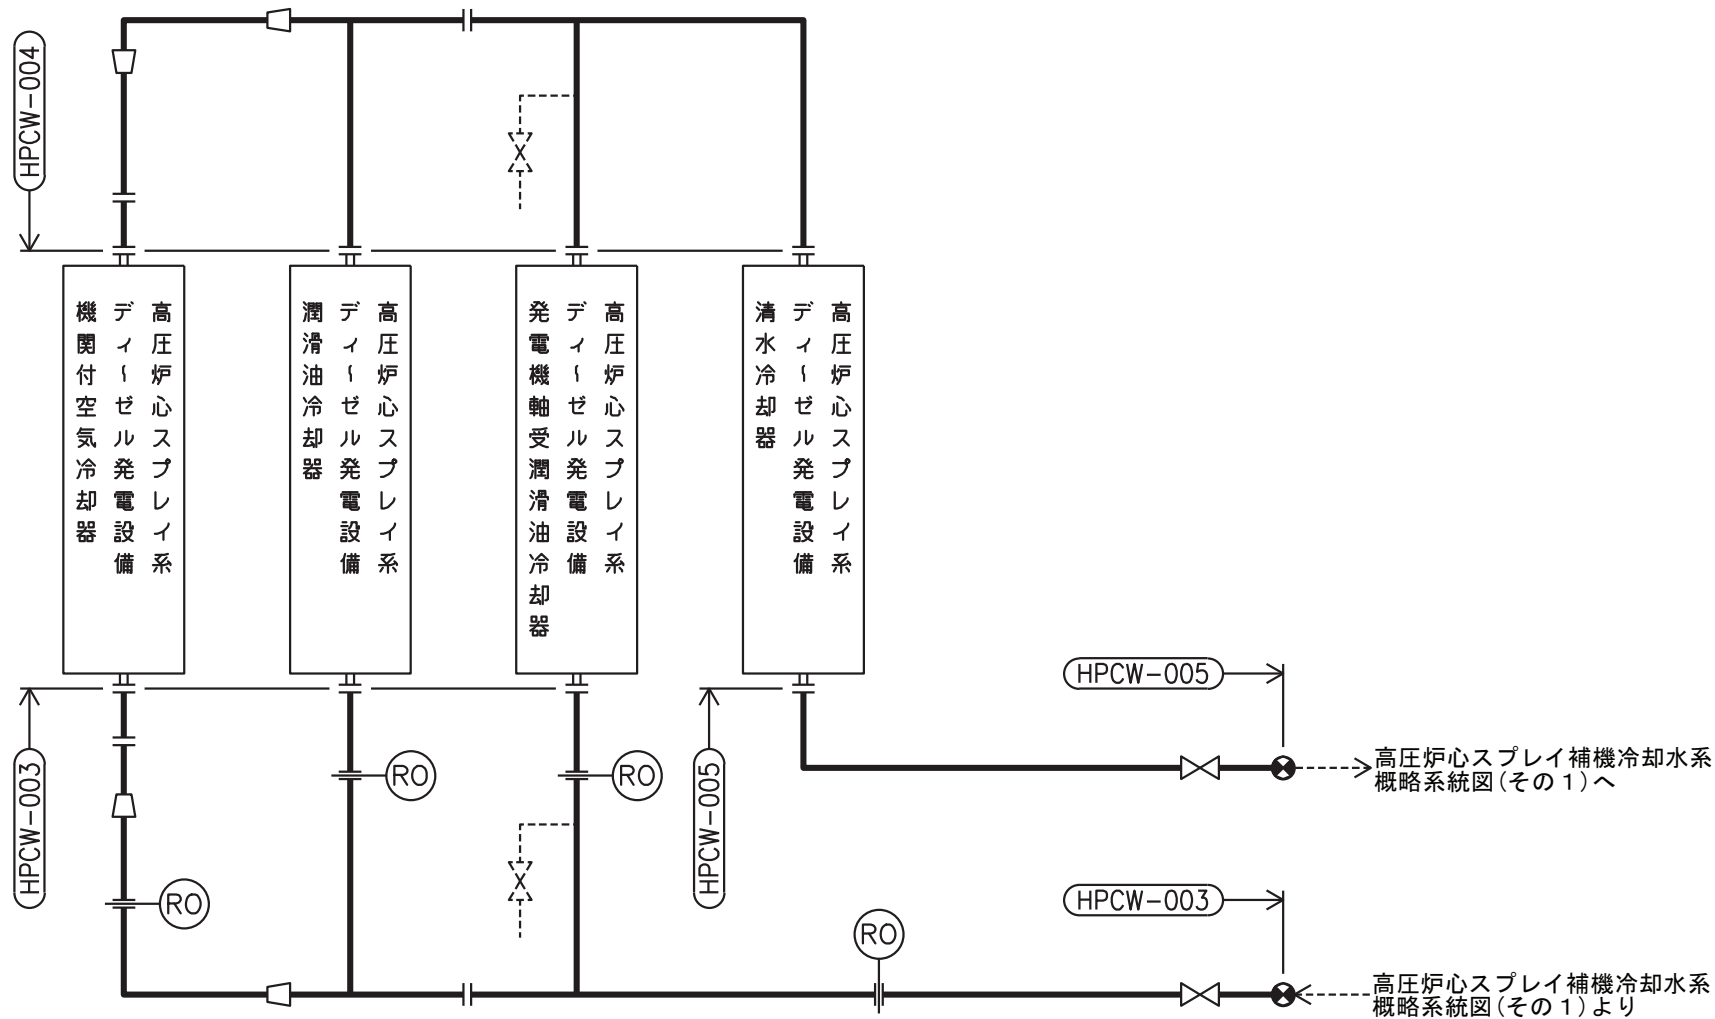 HPCW-004
高圧炉心スプレイ系
ディーゼル発電設備
機関付空気冷却器
高圧炉心スプレイ系
ディーゼル発電設備
潤滑油冷却器
高圧炉心スプレイ系
ディーゼル発電設備
発電機軸受潤滑油冷却器
高圧炉心スプレイ系
ディーゼル発電設備
清水冷却器
HPCW-005
HPCW-003
RO
RO
HPCW-005
高圧炉心スプレイ補機冷却水系
概略系統図(その1)へ
RO
HPCW-003
RO
高圧炉心スプレイ補機冷却水系
概略系統図(その1)より